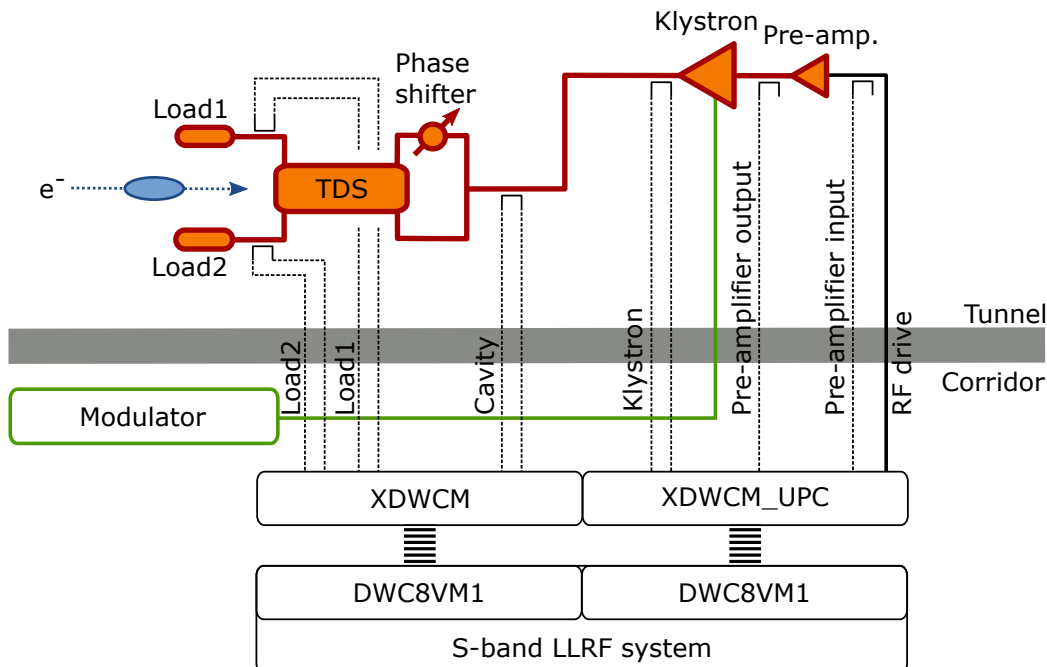 Klystron
Pre-amp.
Phase
shifter
Load1
e-
TDS
Load2
Tunnel
Corridor
Load2
Load1
Cavity
Klystron
Pre-amplifier output
Pre-amplifier input
RF drive
Modulator
XDWCM
XDWCM_UPC
DWC8VM1
DWC8VM1
S-band LLRF system